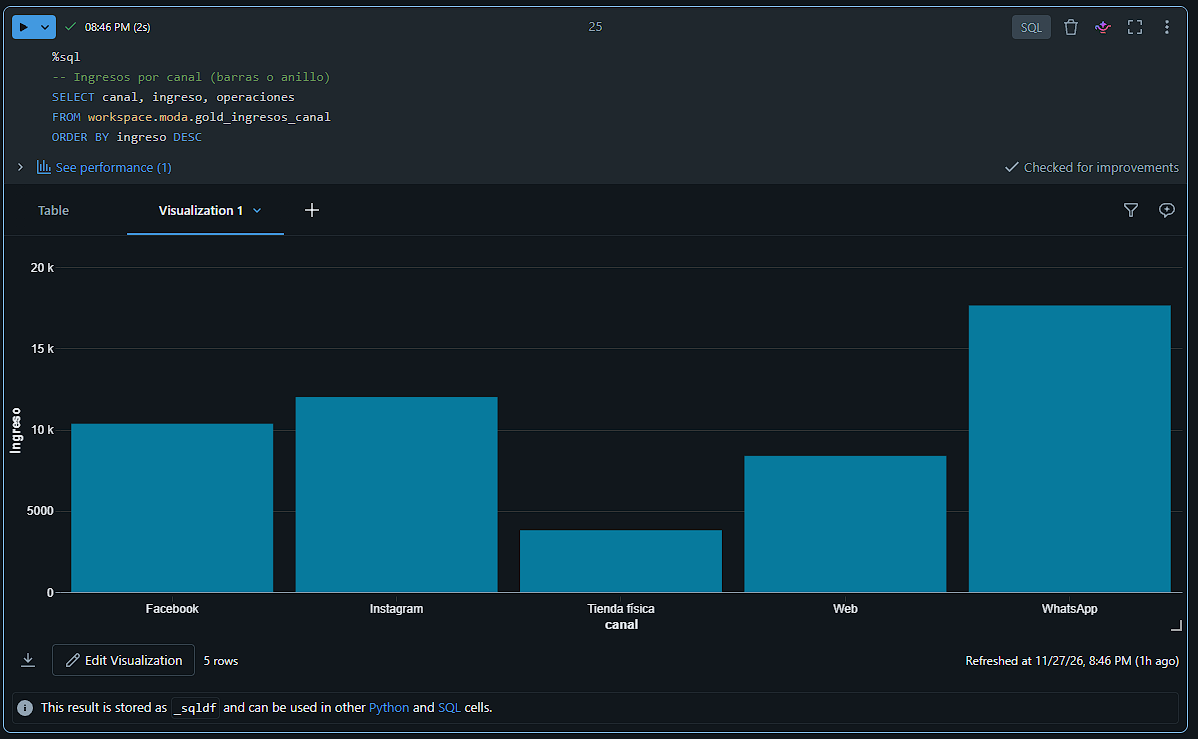 08:46 PM (2s)
25
SQL
%sql
-- Ingresos por canal (barras o anillo)
SELECT canal, ingreso, operaciones
FROM workspace.moda.gold_ingresos_canal
ORDER BY ingreso DESC
See performance (1)
Checked for improvements
Table
Visualization 1
20 k
15 k
10 k
5000
0
Ingreso
Facebook
Instagram
Tienda física
Web
WhatsApp
canal
Edit Visualization
5 rows
Refreshed at 11/27/26, 8:46 PM (1h ago)
This result is stored as _sqldf and can be used in other Python and SQL cells.